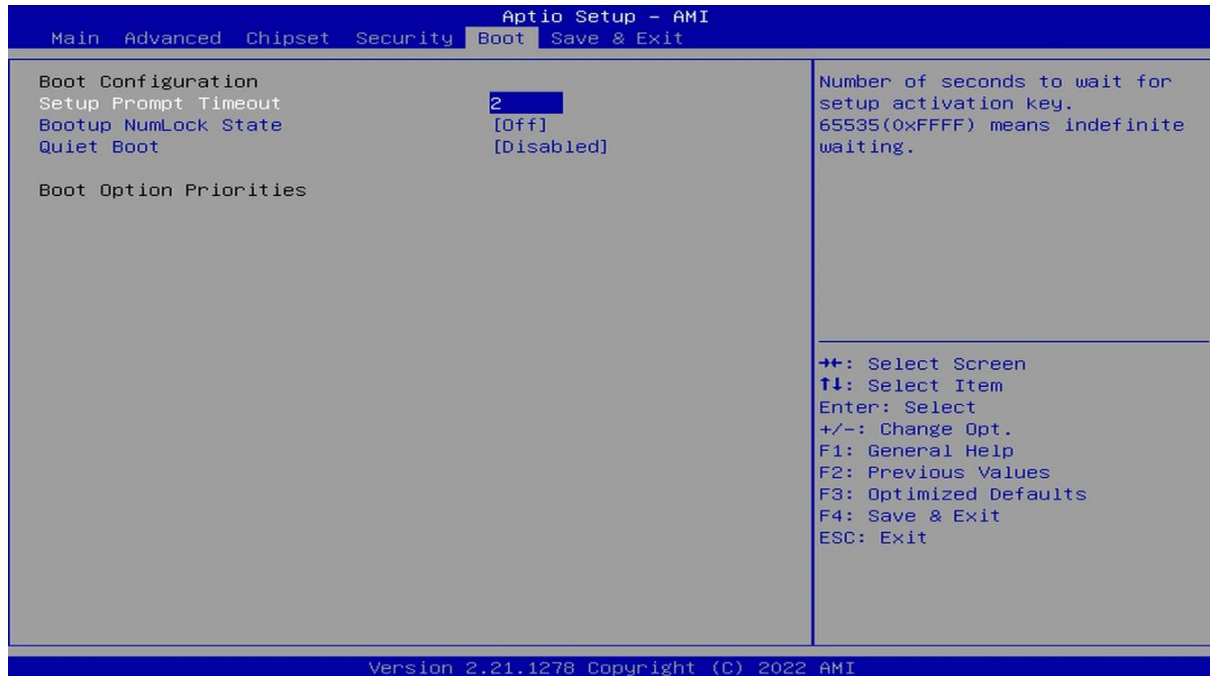 Aptio Setup – AMI
Main Advanced Chipset Security Boot Save & Exit
Boot Configuration
Setup Prompt Timeout 2
Bootup NumLock State [Off]
Quiet Boot [Disabled]
Boot Option Priorities
Number of seconds to wait for
setup activation key.
65535(0xFFFF) means indefinite
waiting.
→←: Select Screen
↑↓: Select Item
Enter: Select
+/-: Change Opt.
F1: General Help
F2: Previous Values
F3: Optimized Defaults
F4: Save & Exit
ESC: Exit
Version 2.21.1278 Copyright (C) 2022 AMI